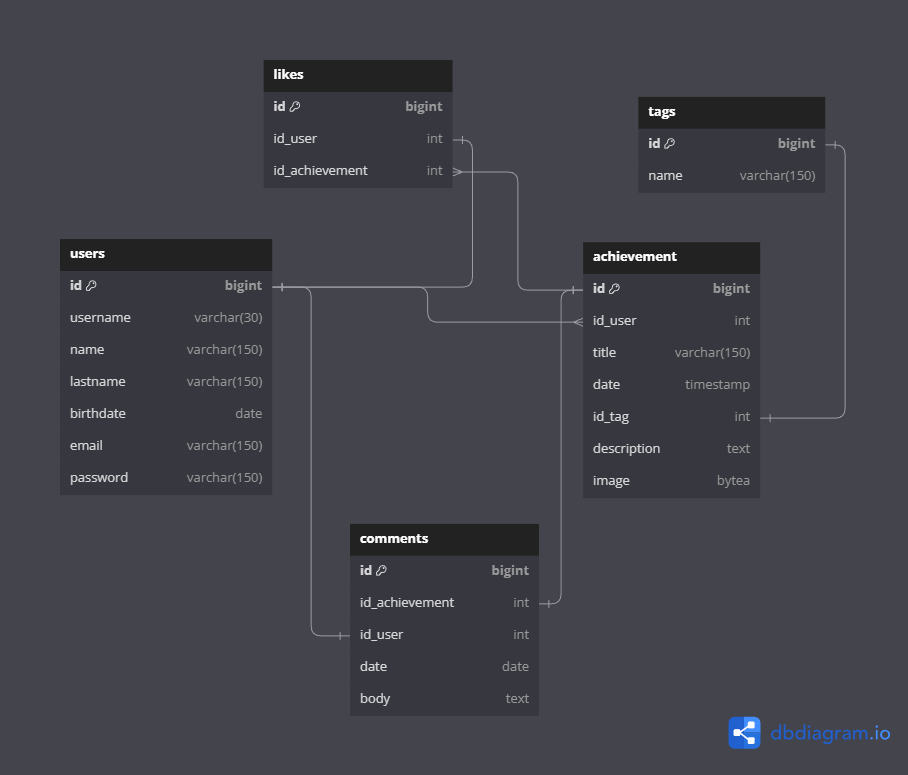 likes
id bigint
id_user int
id_achievement int
tags
id bigint
name varchar(150)
users
id bigint
username varchar(30)
name varchar(150)
lastname varchar(150)
birthdate date
email varchar(150)
password varchar(150)
achievement
id bigint
id_user int
title varchar(150)
date timestamp
id_tag int
description text
image bytea
comments
id bigint
id_achievement int
id_user int
date date
body text
dbdiagram.io